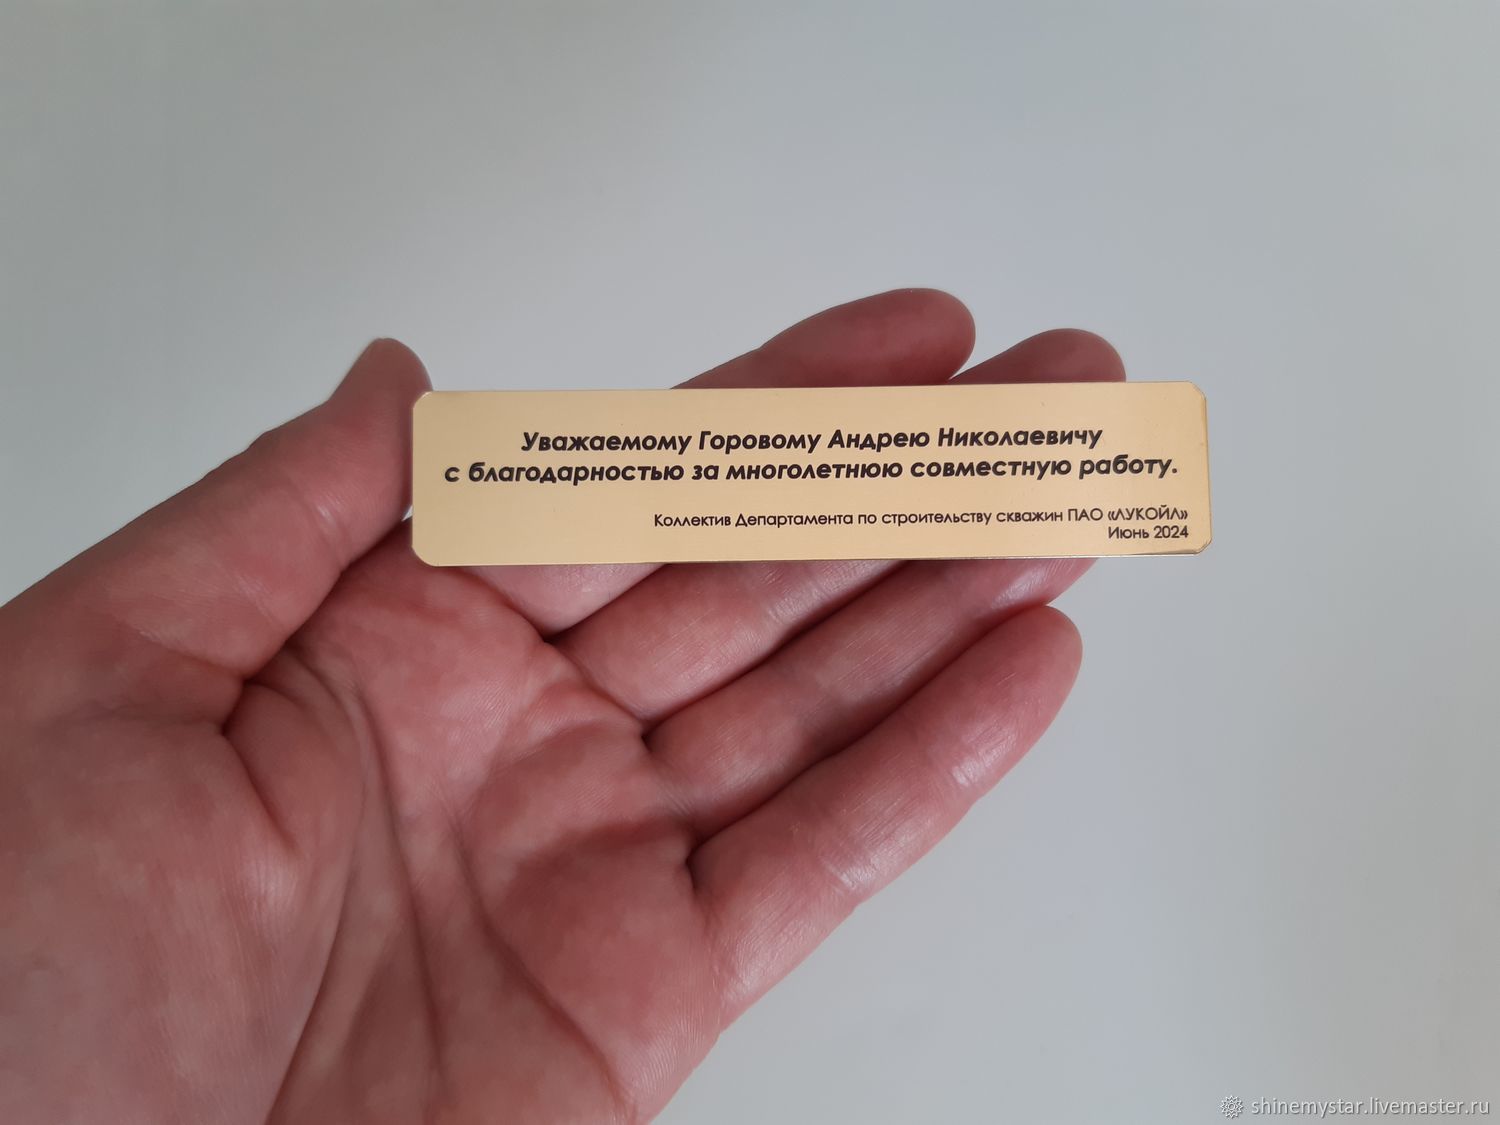 Уважаемому Горовому Андрею Николаевичу
с благодарностью за многолетнюю совместную работу.
Коллектив Департамента по строительству скважин ПАО «ЛУКОЙЛ»
Июнь 2024
shinemystar.livemaster.ru